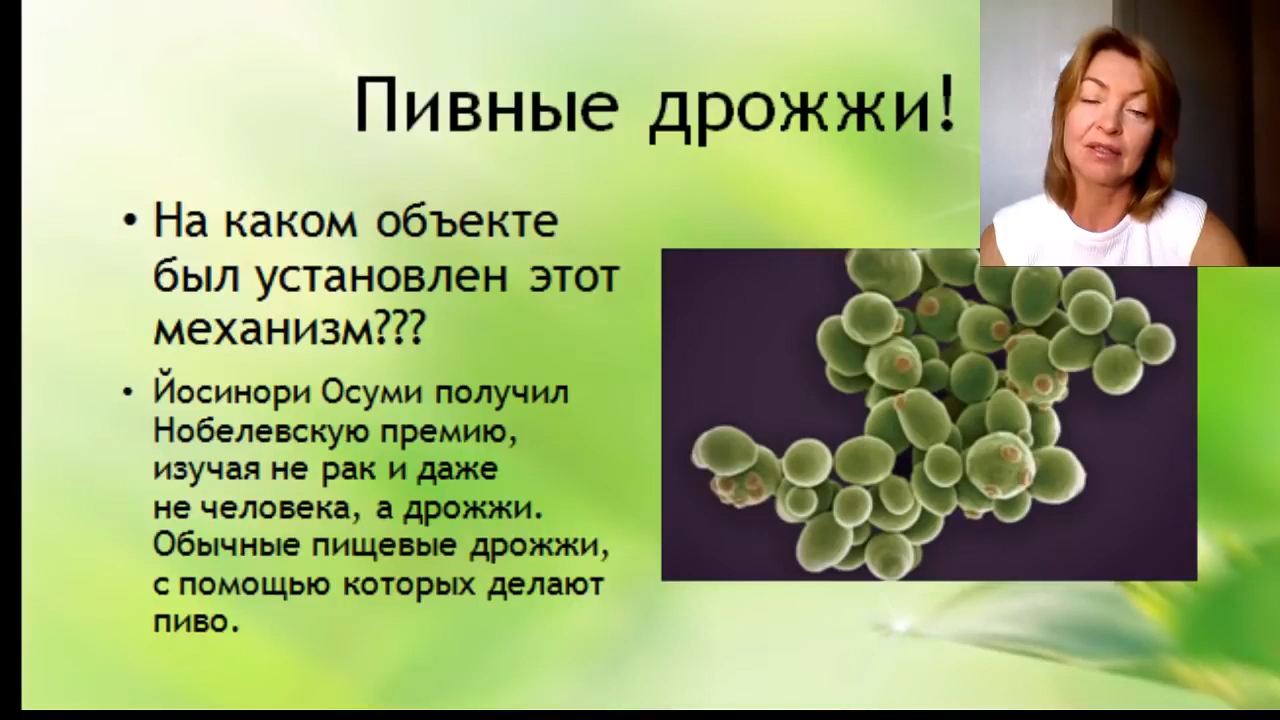 Пивные дрожжи!
• На каком объекте
был установлен этот
механизм???
• Йосинори Осуми получил
Нобелевскую премию,
изучая не рак и даже
не человека, а дрожжи.
Обычные пищевые дрожжи,
с помощью которых делают
пиво.